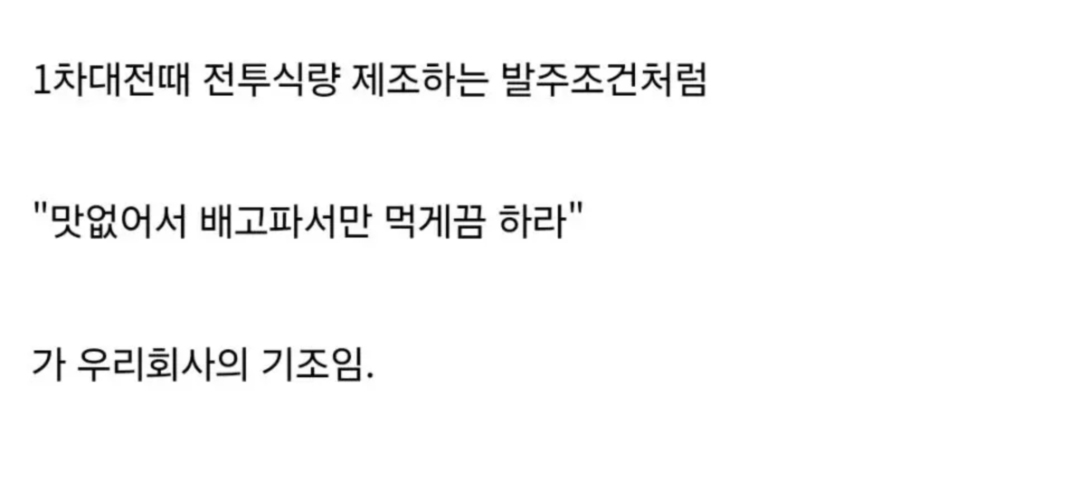 1차대전때 전투식량 제조하는 발주조건처럼
"맛없어서 배고파서만 먹게끔 하라"
가 우리회사의 기조임.